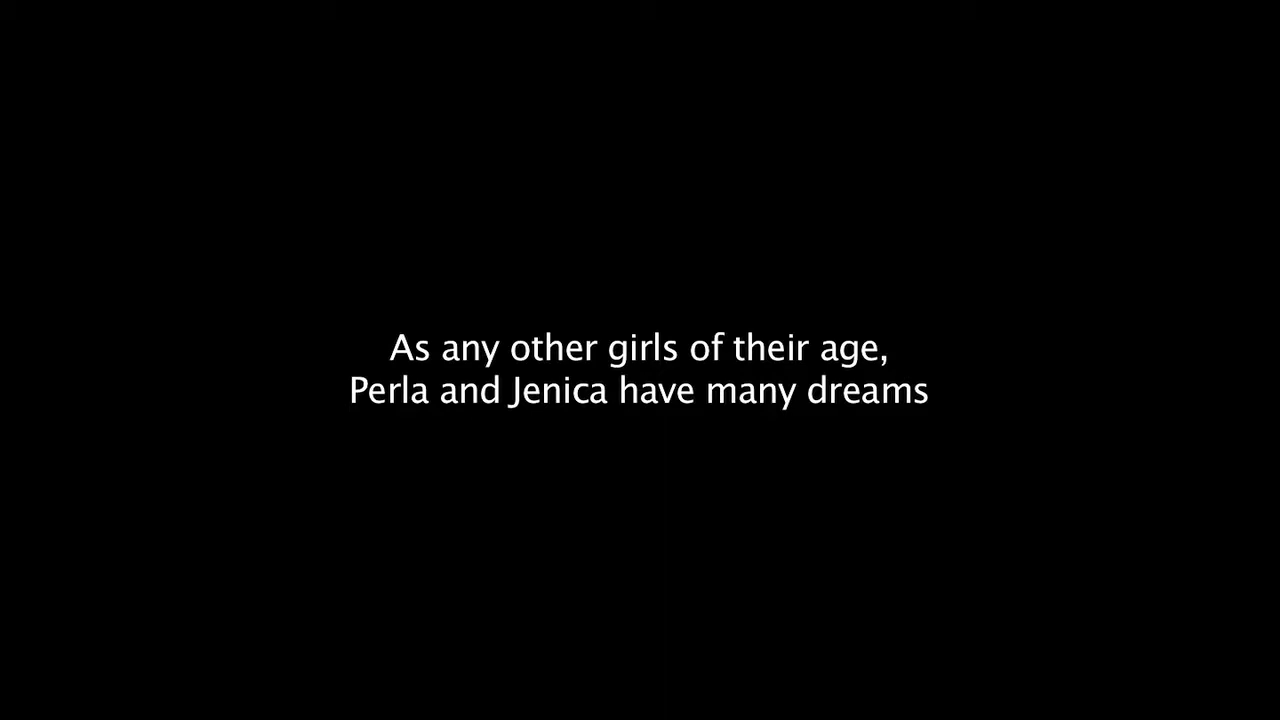 As any other girls of their age,
Perla and Jenica have many dreams